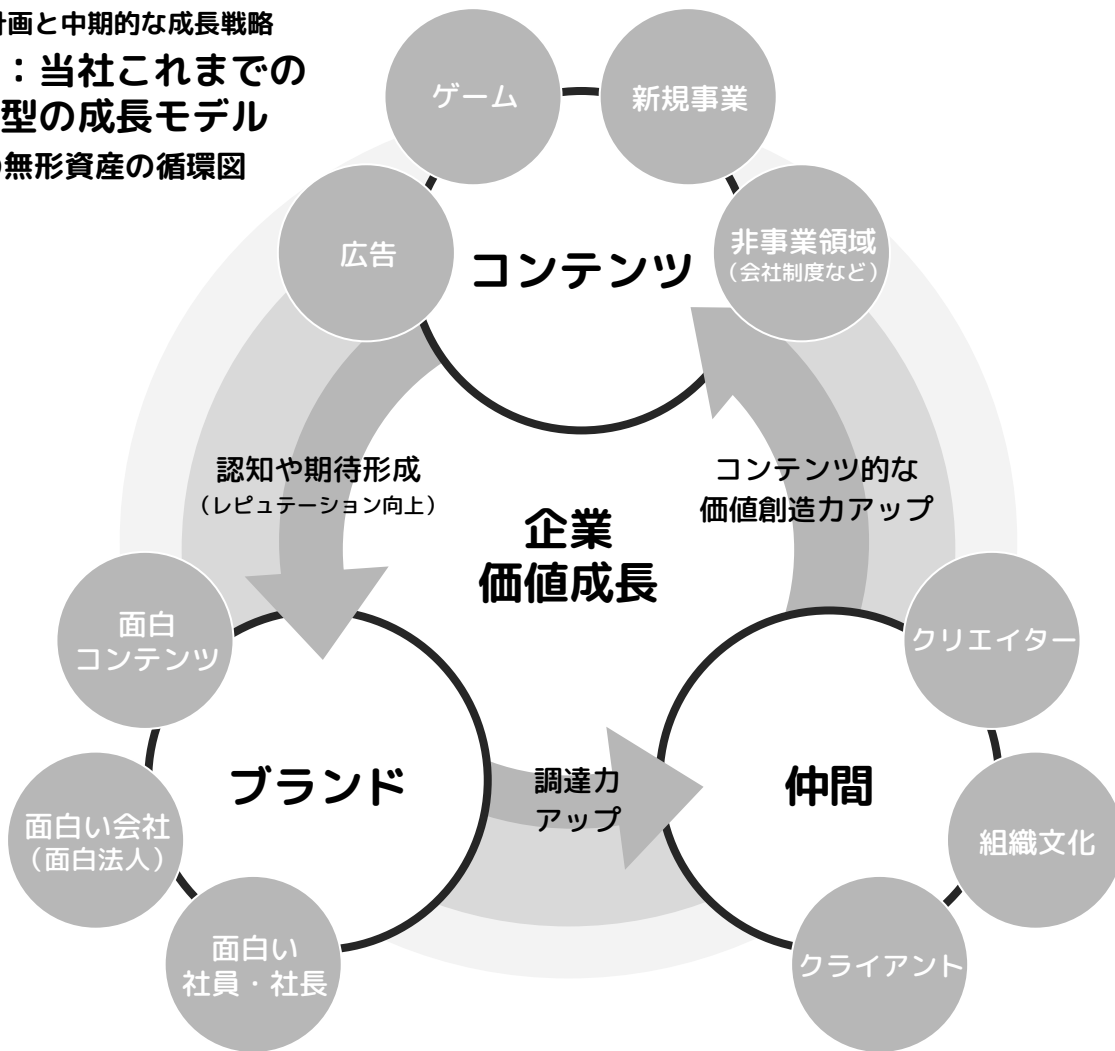 計画と中期的な成長戦略
：当社これまでの
型の成長モデル
の無形資産の循環図
ゲーム
新規事業
広告
非事業領域
（会社制度など）
コンテンツ
認知や期待形成
（レピュテーション向上）
コンテンツ的な
価値創造力アップ
企業
価値成長
面白
コンテンツ
面白い会社
（面白法人）
面白い
社員・社長
ブランド
調達力
アップ
仲間
クリエイター
組織文化
クライアント